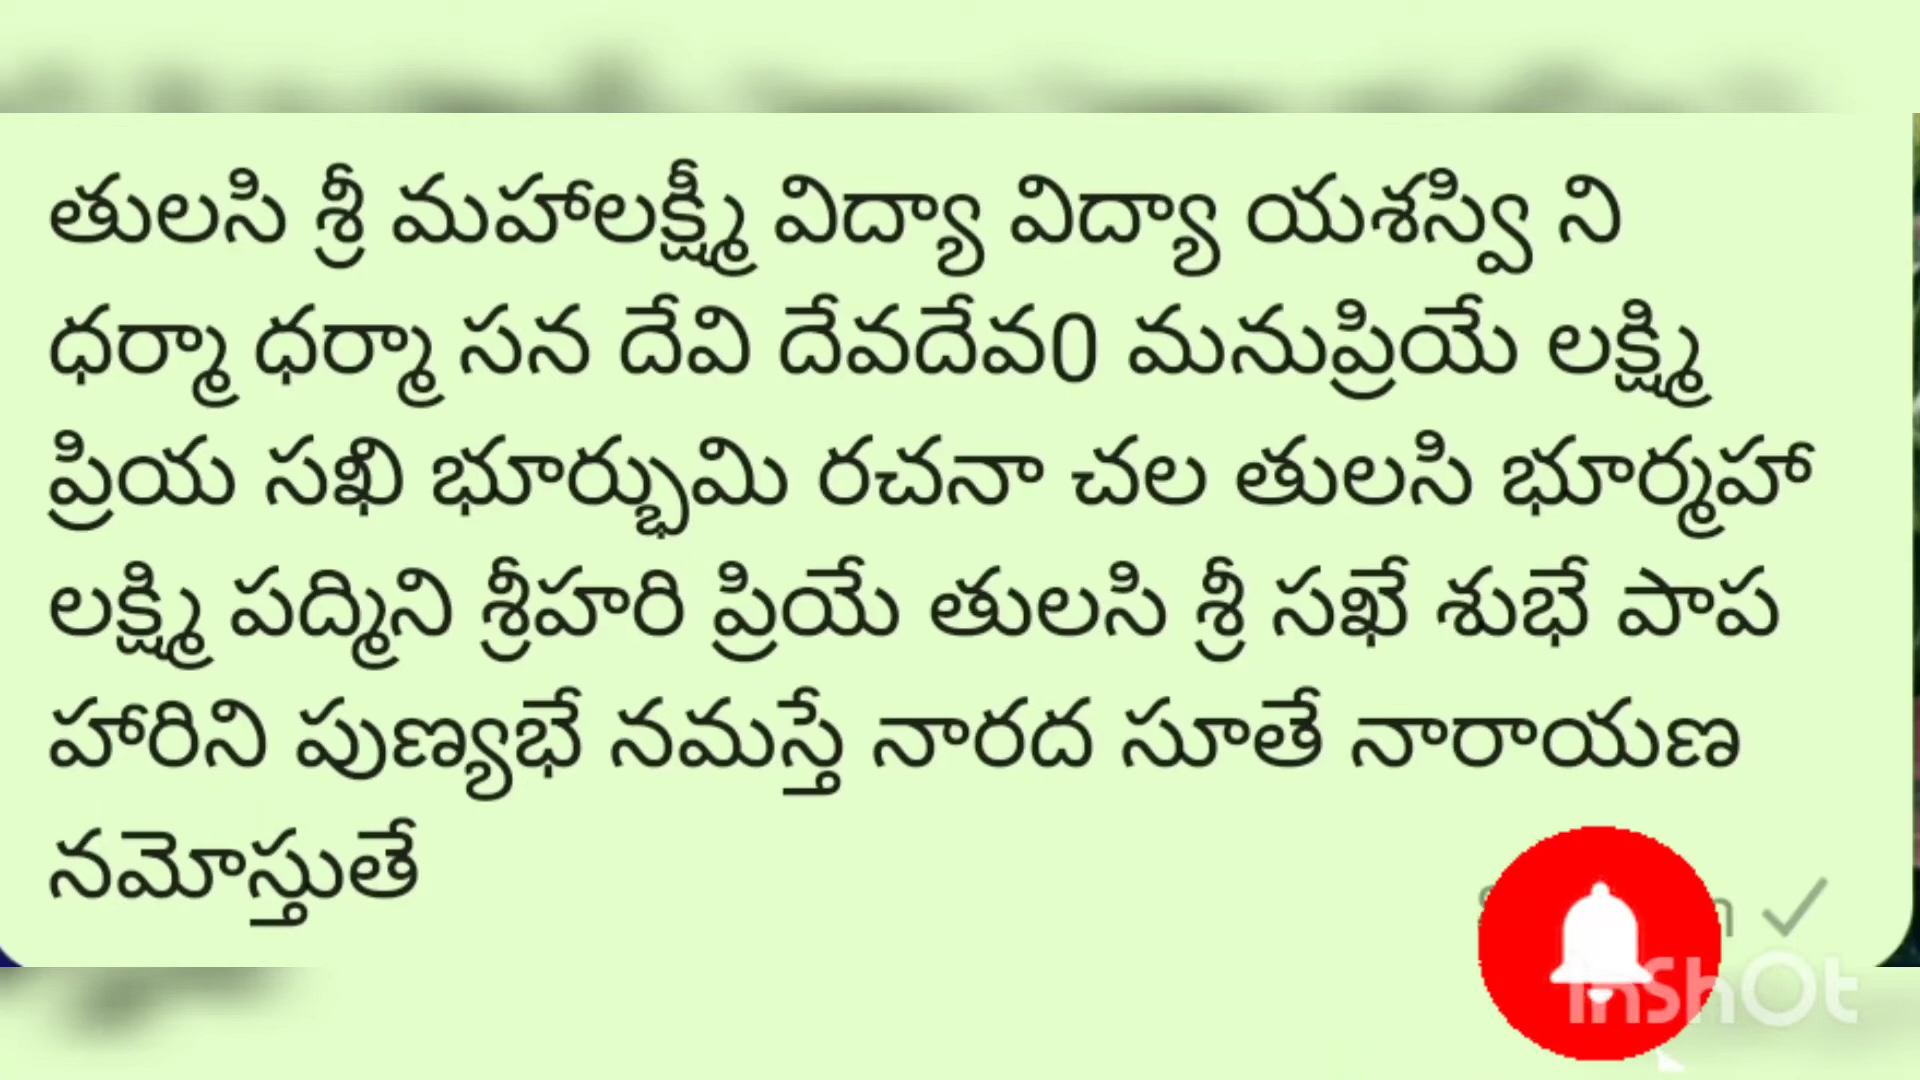 తులసి శ్రీ మహాలక్ష్మీ విద్యా విద్యా యశస్వి ని
ధర్మా ధర్మా సన దేవి దేవదేవ0 మనుప్రియే లక్ష్మి
ప్రియ సఖి భూర్భుమి రచనా చల తులసి భూర్మహా
లక్ష్మి పద్మిని శ్రీహరి ప్రియే తులసి శ్రీ సఖే శుభే పాప
హారిని పుణ్యభే నమస్తే నారద సూతే నారాయణ
నమోస్తుతే
InShOt